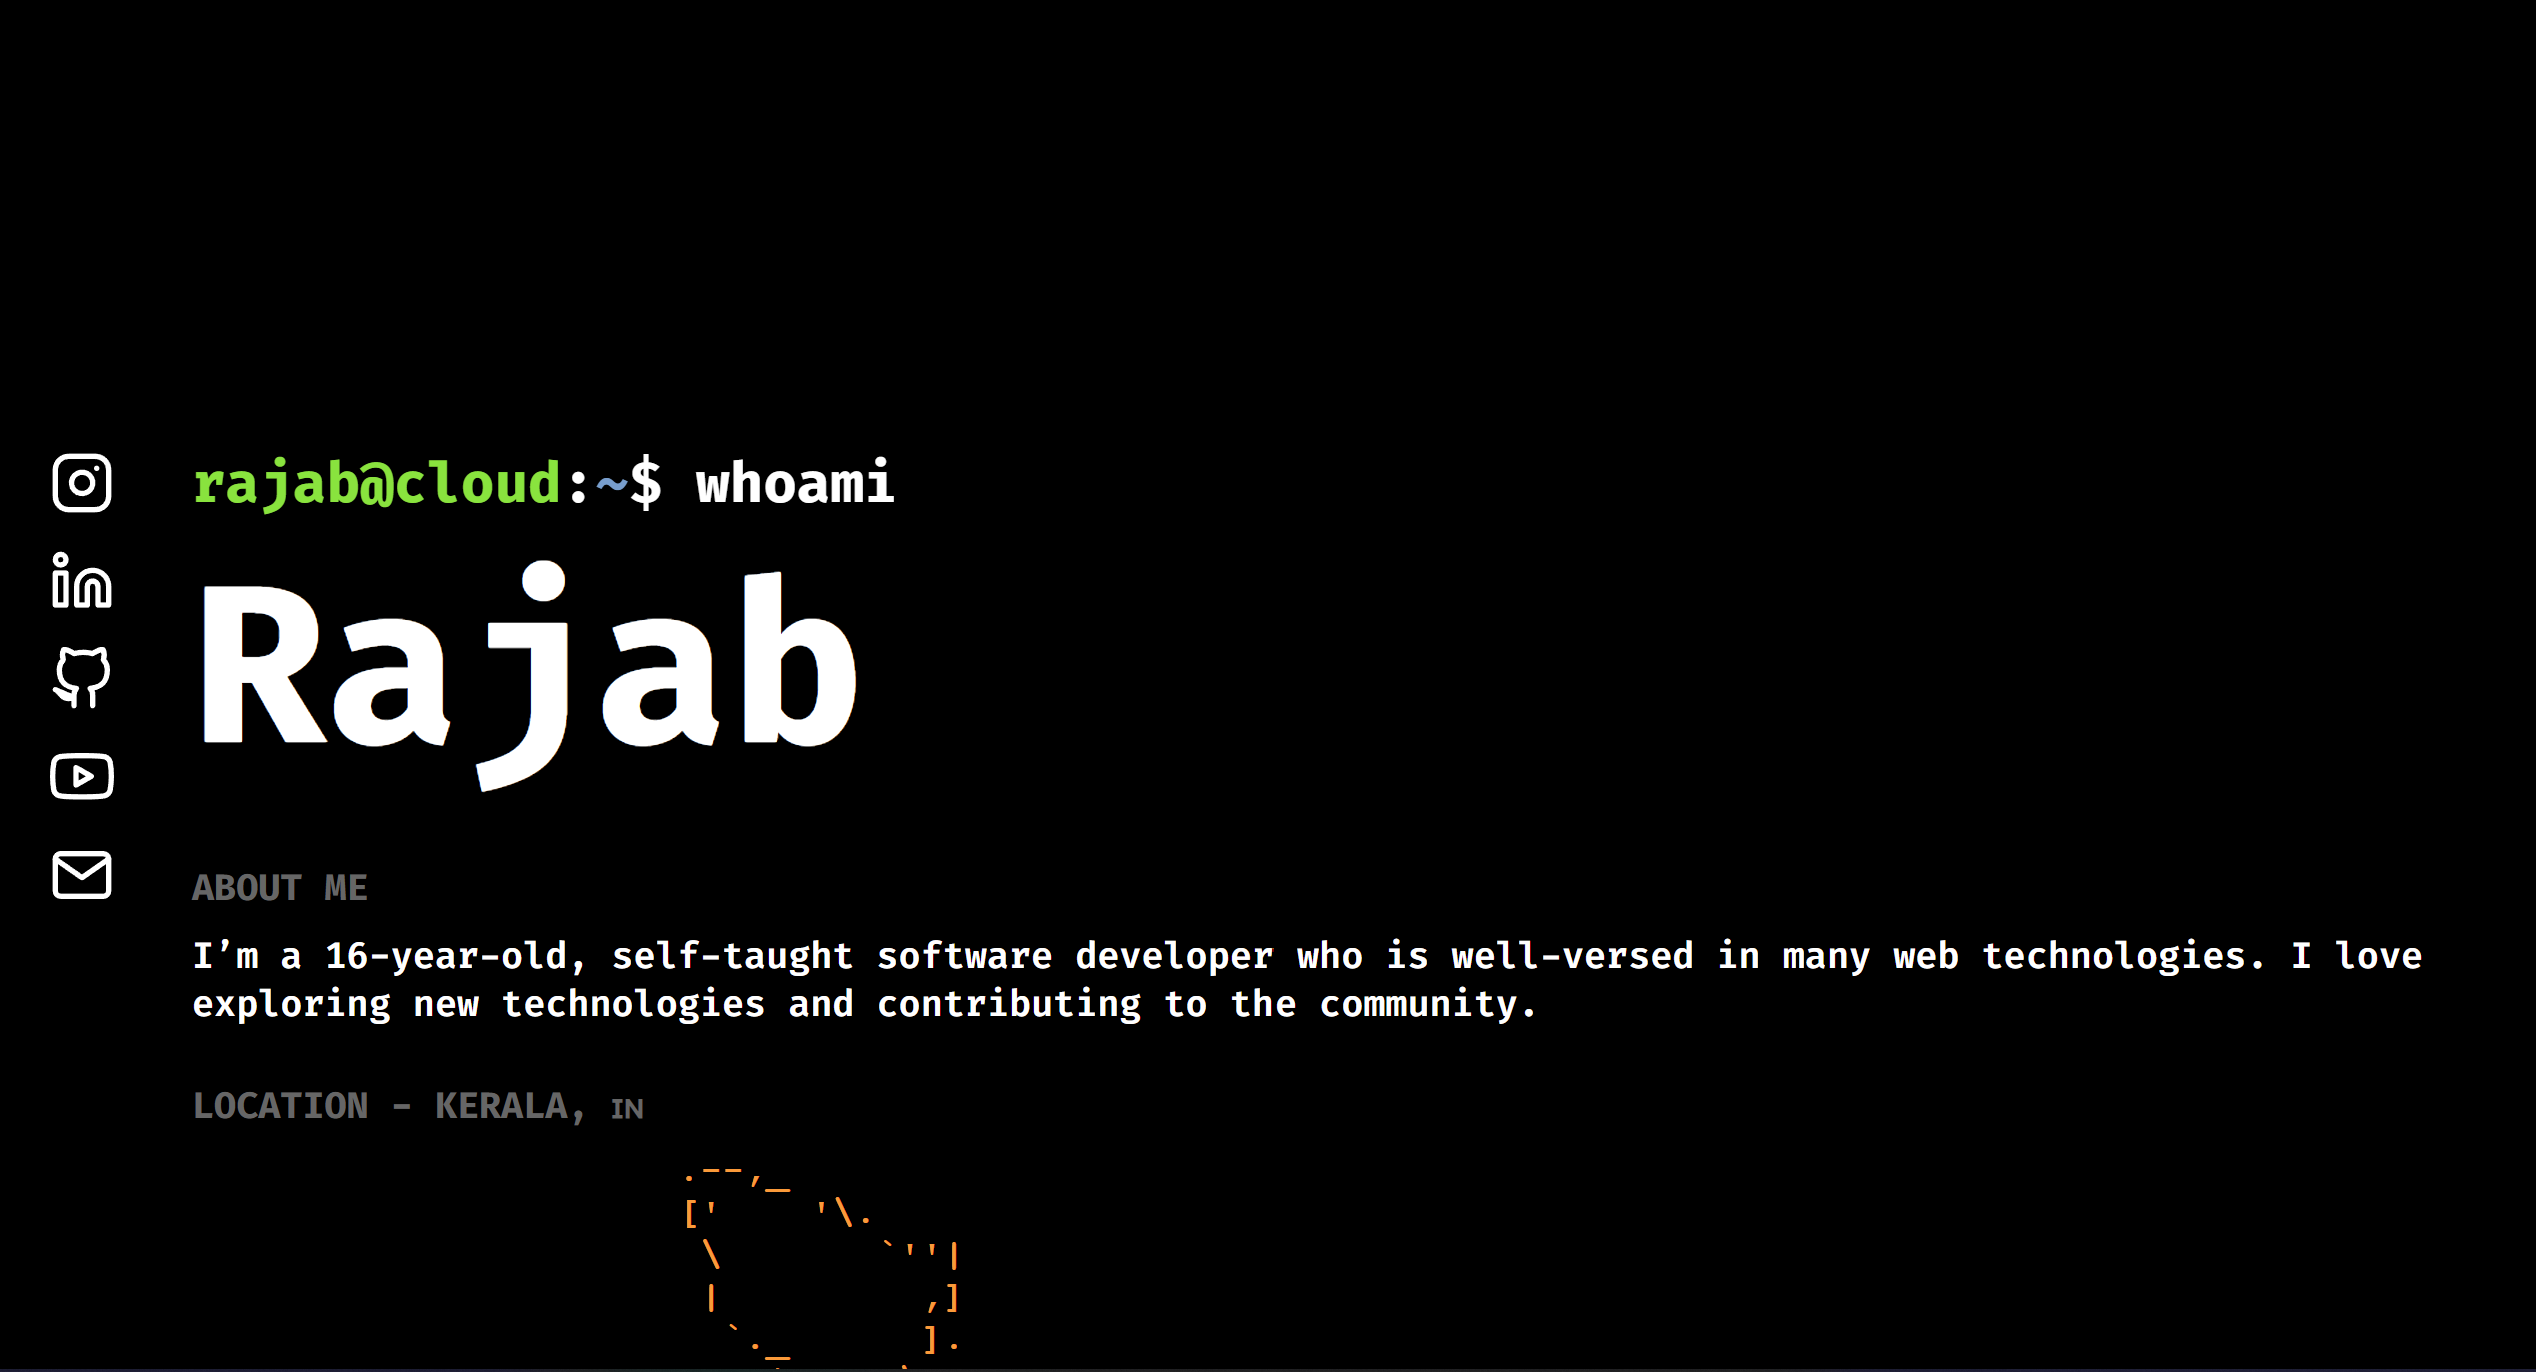 rajab@cloud:~$ whoami
Rajab
ABOUT ME
I’m a 16-year-old, self-taught software developer who is well-versed in many web technologies. I love
exploring new technologies and contributing to the community.
LOCATION - KERALA, IN
.--,_
['    '\.
\       `''|
|         ,]
`._      ].